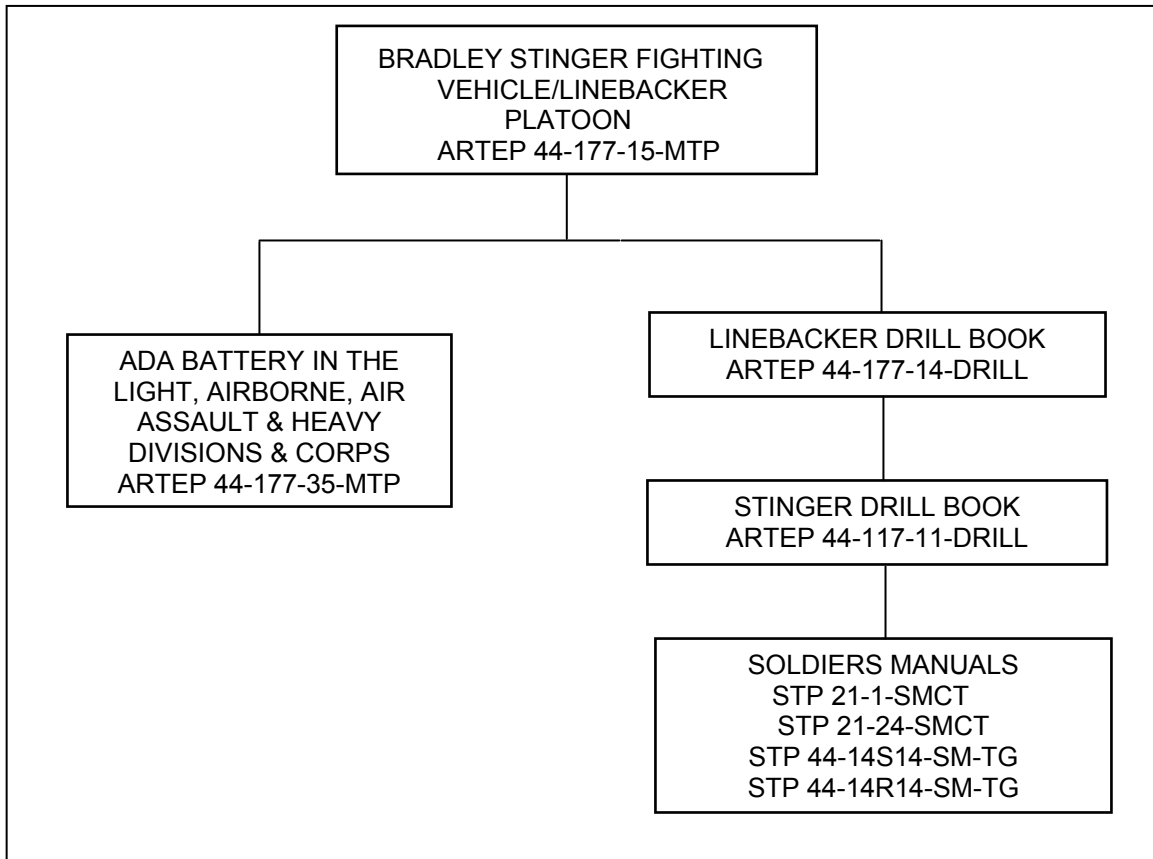 BRADLEY STINGER FIGHTING
VEHICLE/LINEBACKER
PLATOON
ARTEP 44-177-15-MTP
ADA BATTERY IN THE
LIGHT, AIRBORNE, AIR
ASSAULT & HEAVY
DIVISIONS & CORPS
ARTEP 44-177-35-MTP
LINEBACKER DRILL BOOK
ARTEP 44-177-14-DRILL
STINGER DRILL BOOK
ARTEP 44-117-11-DRILL
SOLDIERS MANUALS
STP 21-1-SMCT
STP 21-24-SMCT
STP 44-14S14-SM-TG
STP 44-14R14-SM-TG